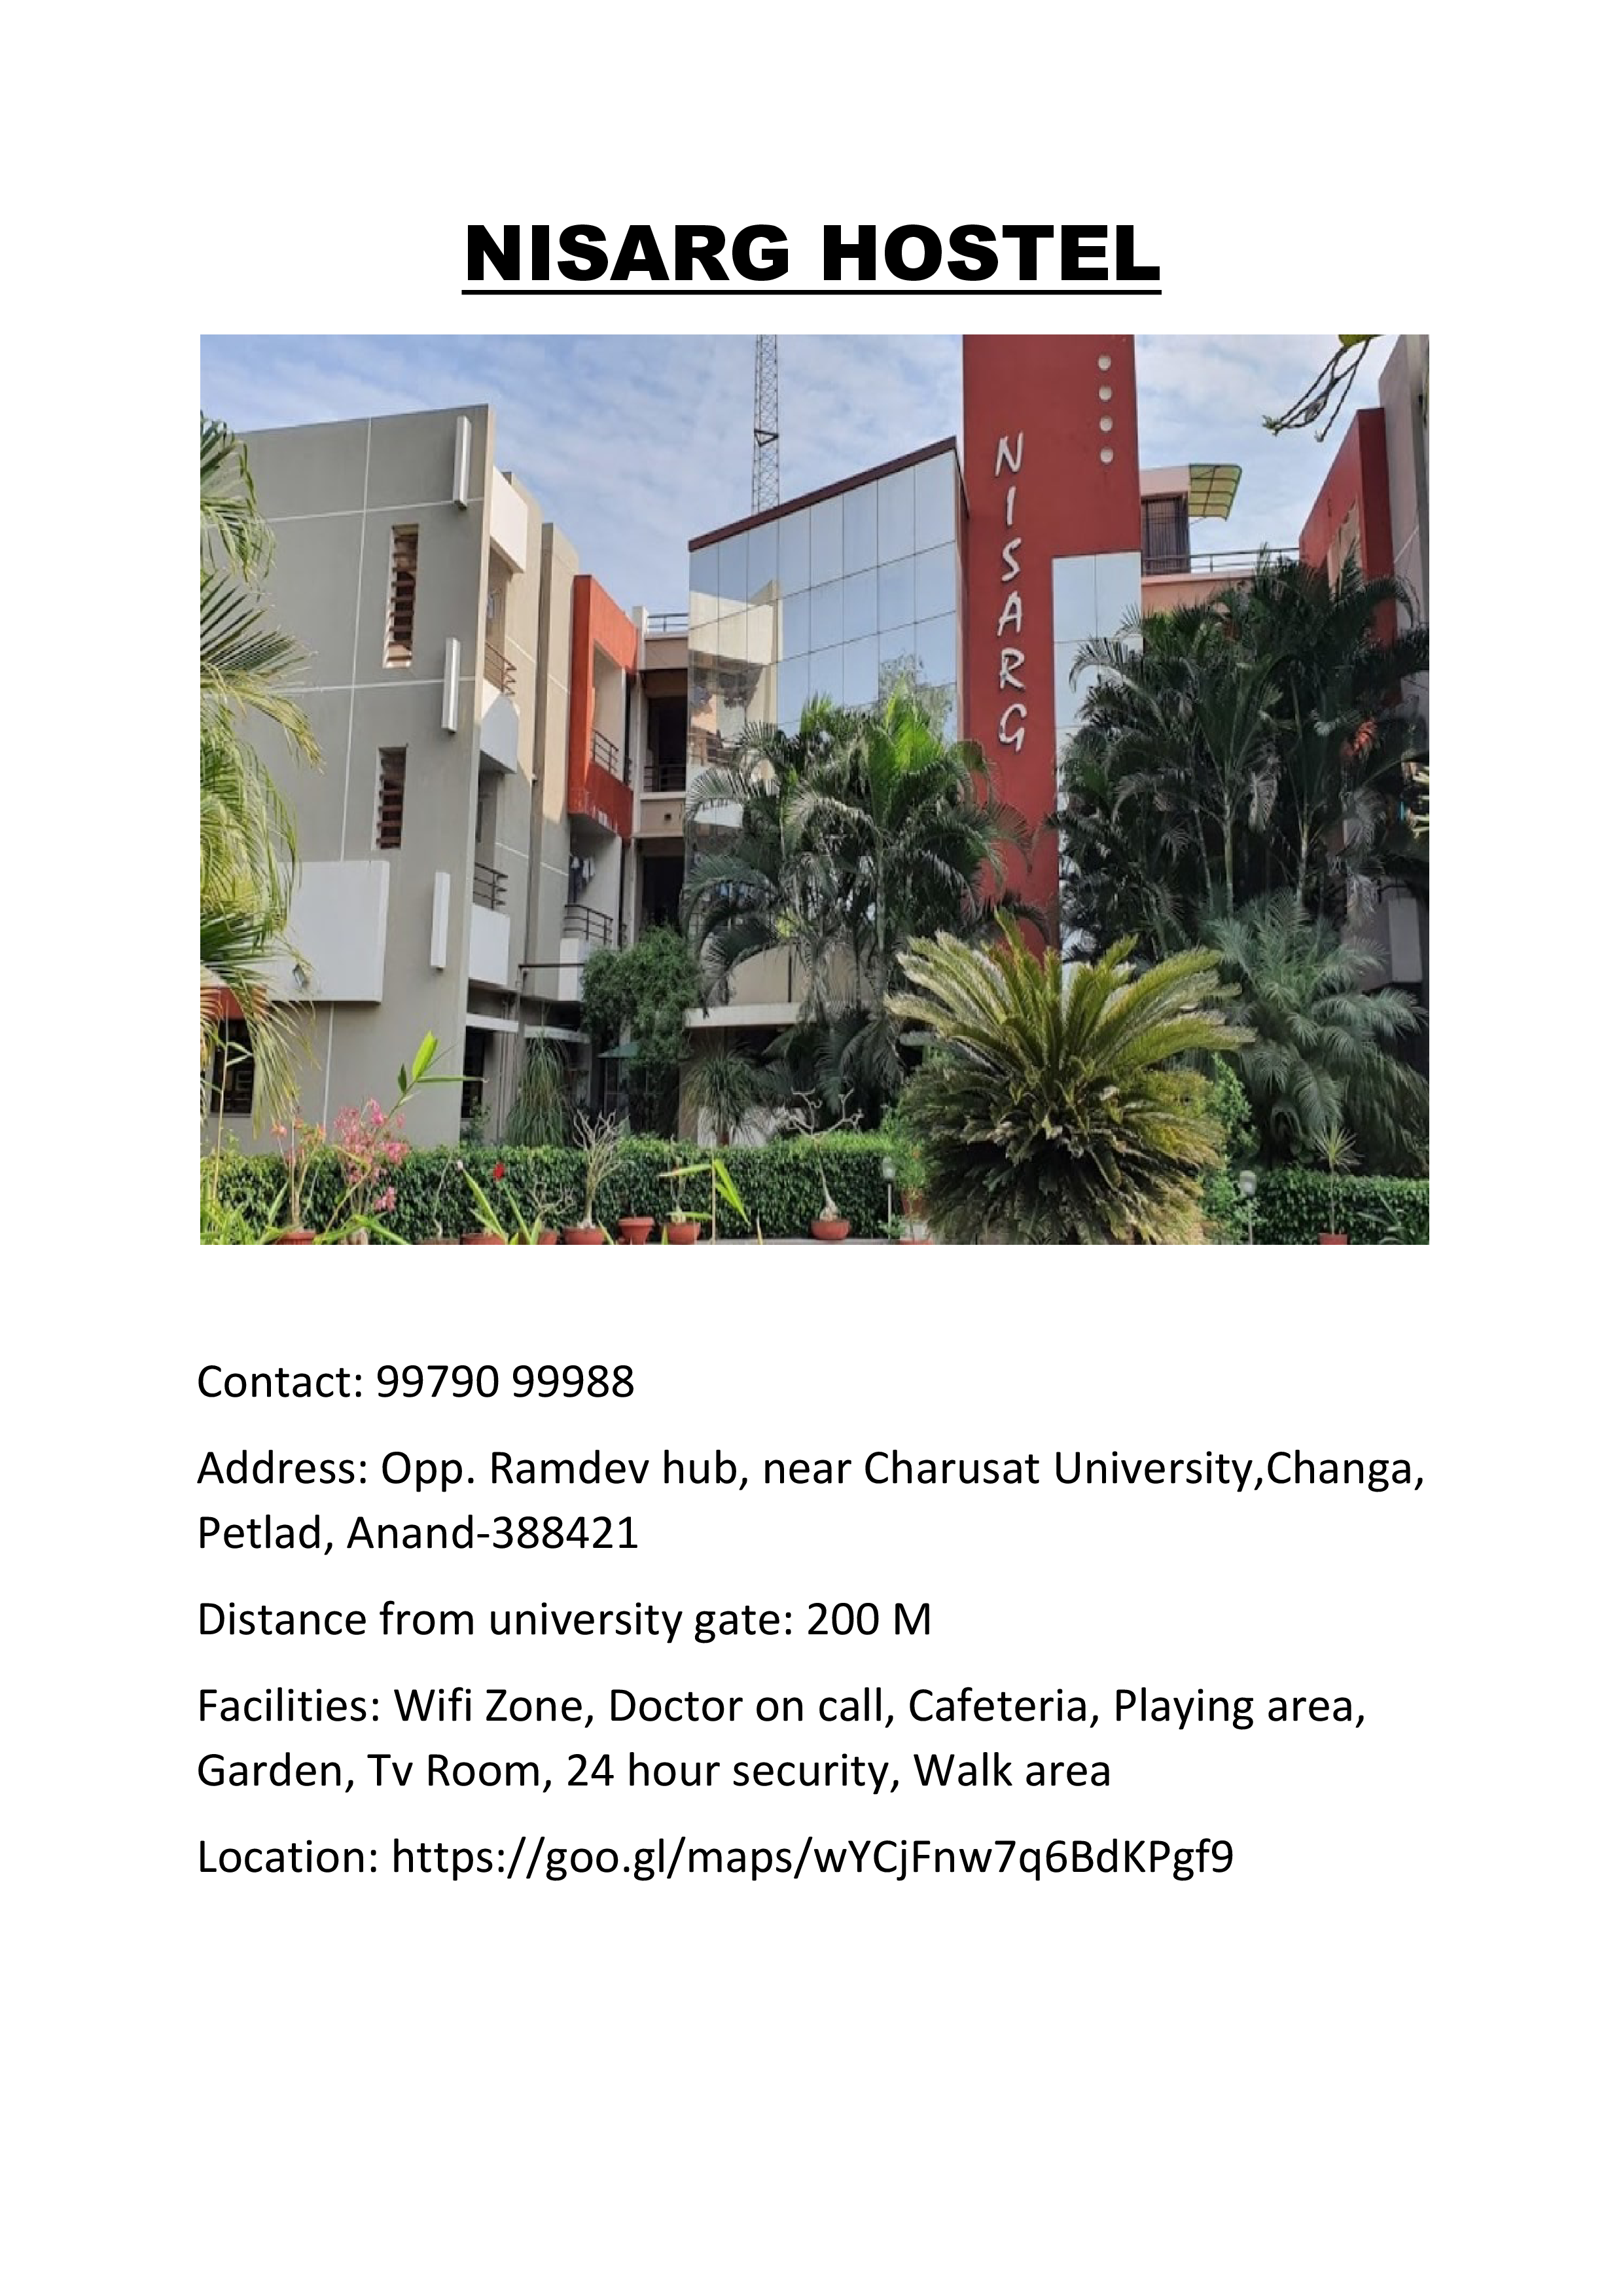 NISARG HOSTEL
NISARG
Contact: 99790 99988
Address: Opp. Ramdev hub, near Charusat University,Changa,
Petlad, Anand-388421
Distance from university gate: 200 M
Facilities: Wifi Zone, Doctor on call, Cafeteria, Playing area,
Garden, Tv Room, 24 hour security, Walk area
Location: https://goo.gl/maps/wYCjFnw7q6BdKPgf9